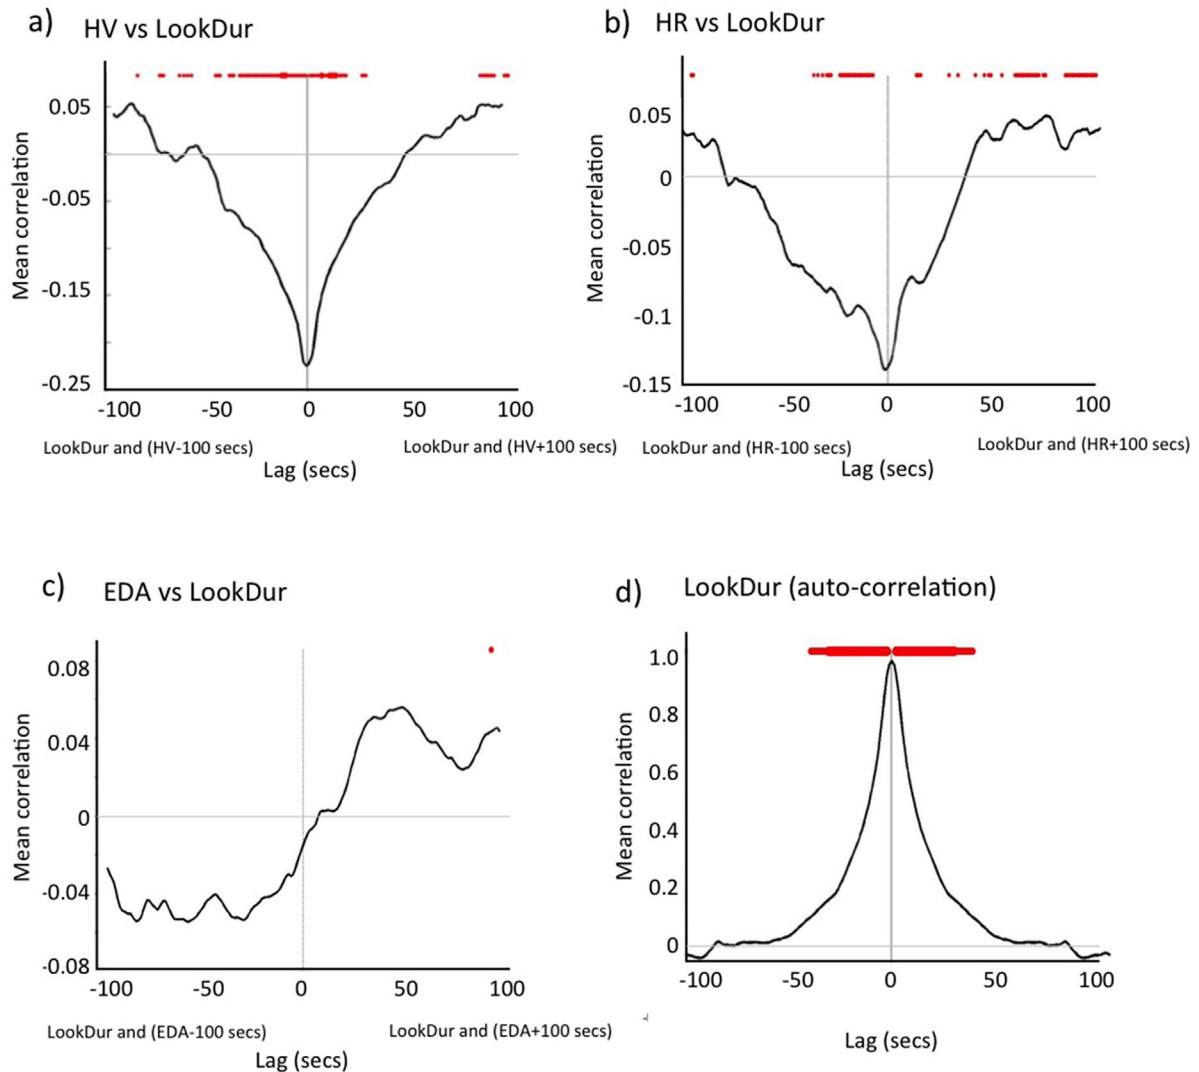 a) HV vs LookDur
0.05
-0.05
-0.15
-0.25
Mean correlation
-100 -50 0 50 100
LookDur and (HV-100 secs) LookDur and (HV+100 secs)
Lag (secs)
b) HR vs LookDur
0.05
0
-0.05
-0.1
-0.15
Mean correlation
-100 -50 0 50 100
LookDur and (HR-100 secs) LookDur and (HR+100 secs)
Lag (secs)
c) EDA vs LookDur
0.08
0.04
0
-0.04
-0.08
Mean correlation
-100 -50 0 50 100
LookDur and (EDA-100 secs) LookDur and (EDA+100 secs)
Lag (secs)
d) LookDur (auto-correlation)
1.0
0.8
0.6
0.4
0.2
0
Mean correlation
-100 -50 0 50 100
Lag (secs)